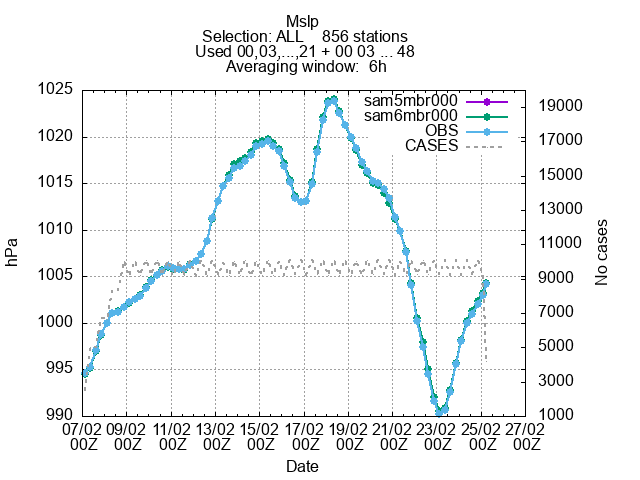 Mslp
Selection: ALL    856 stations
Used 00,03,...,21 + 00 03 ... 48
Averaging window:  6h
1025
1020
1015
1010
1005
1000
995
990
hPa
19000
17000
15000
13000
11000
9000
7000
5000
3000
1000
No cases
sam5mbr000
sam6mbr000
OBS
CASES
07/02 09/02 11/02 13/02 15/02 17/02 19/02 21/02 23/02 25/02 27/02
00Z 00Z 00Z 00Z 00Z 00Z 00Z 00Z 00Z 00Z 00Z
Date